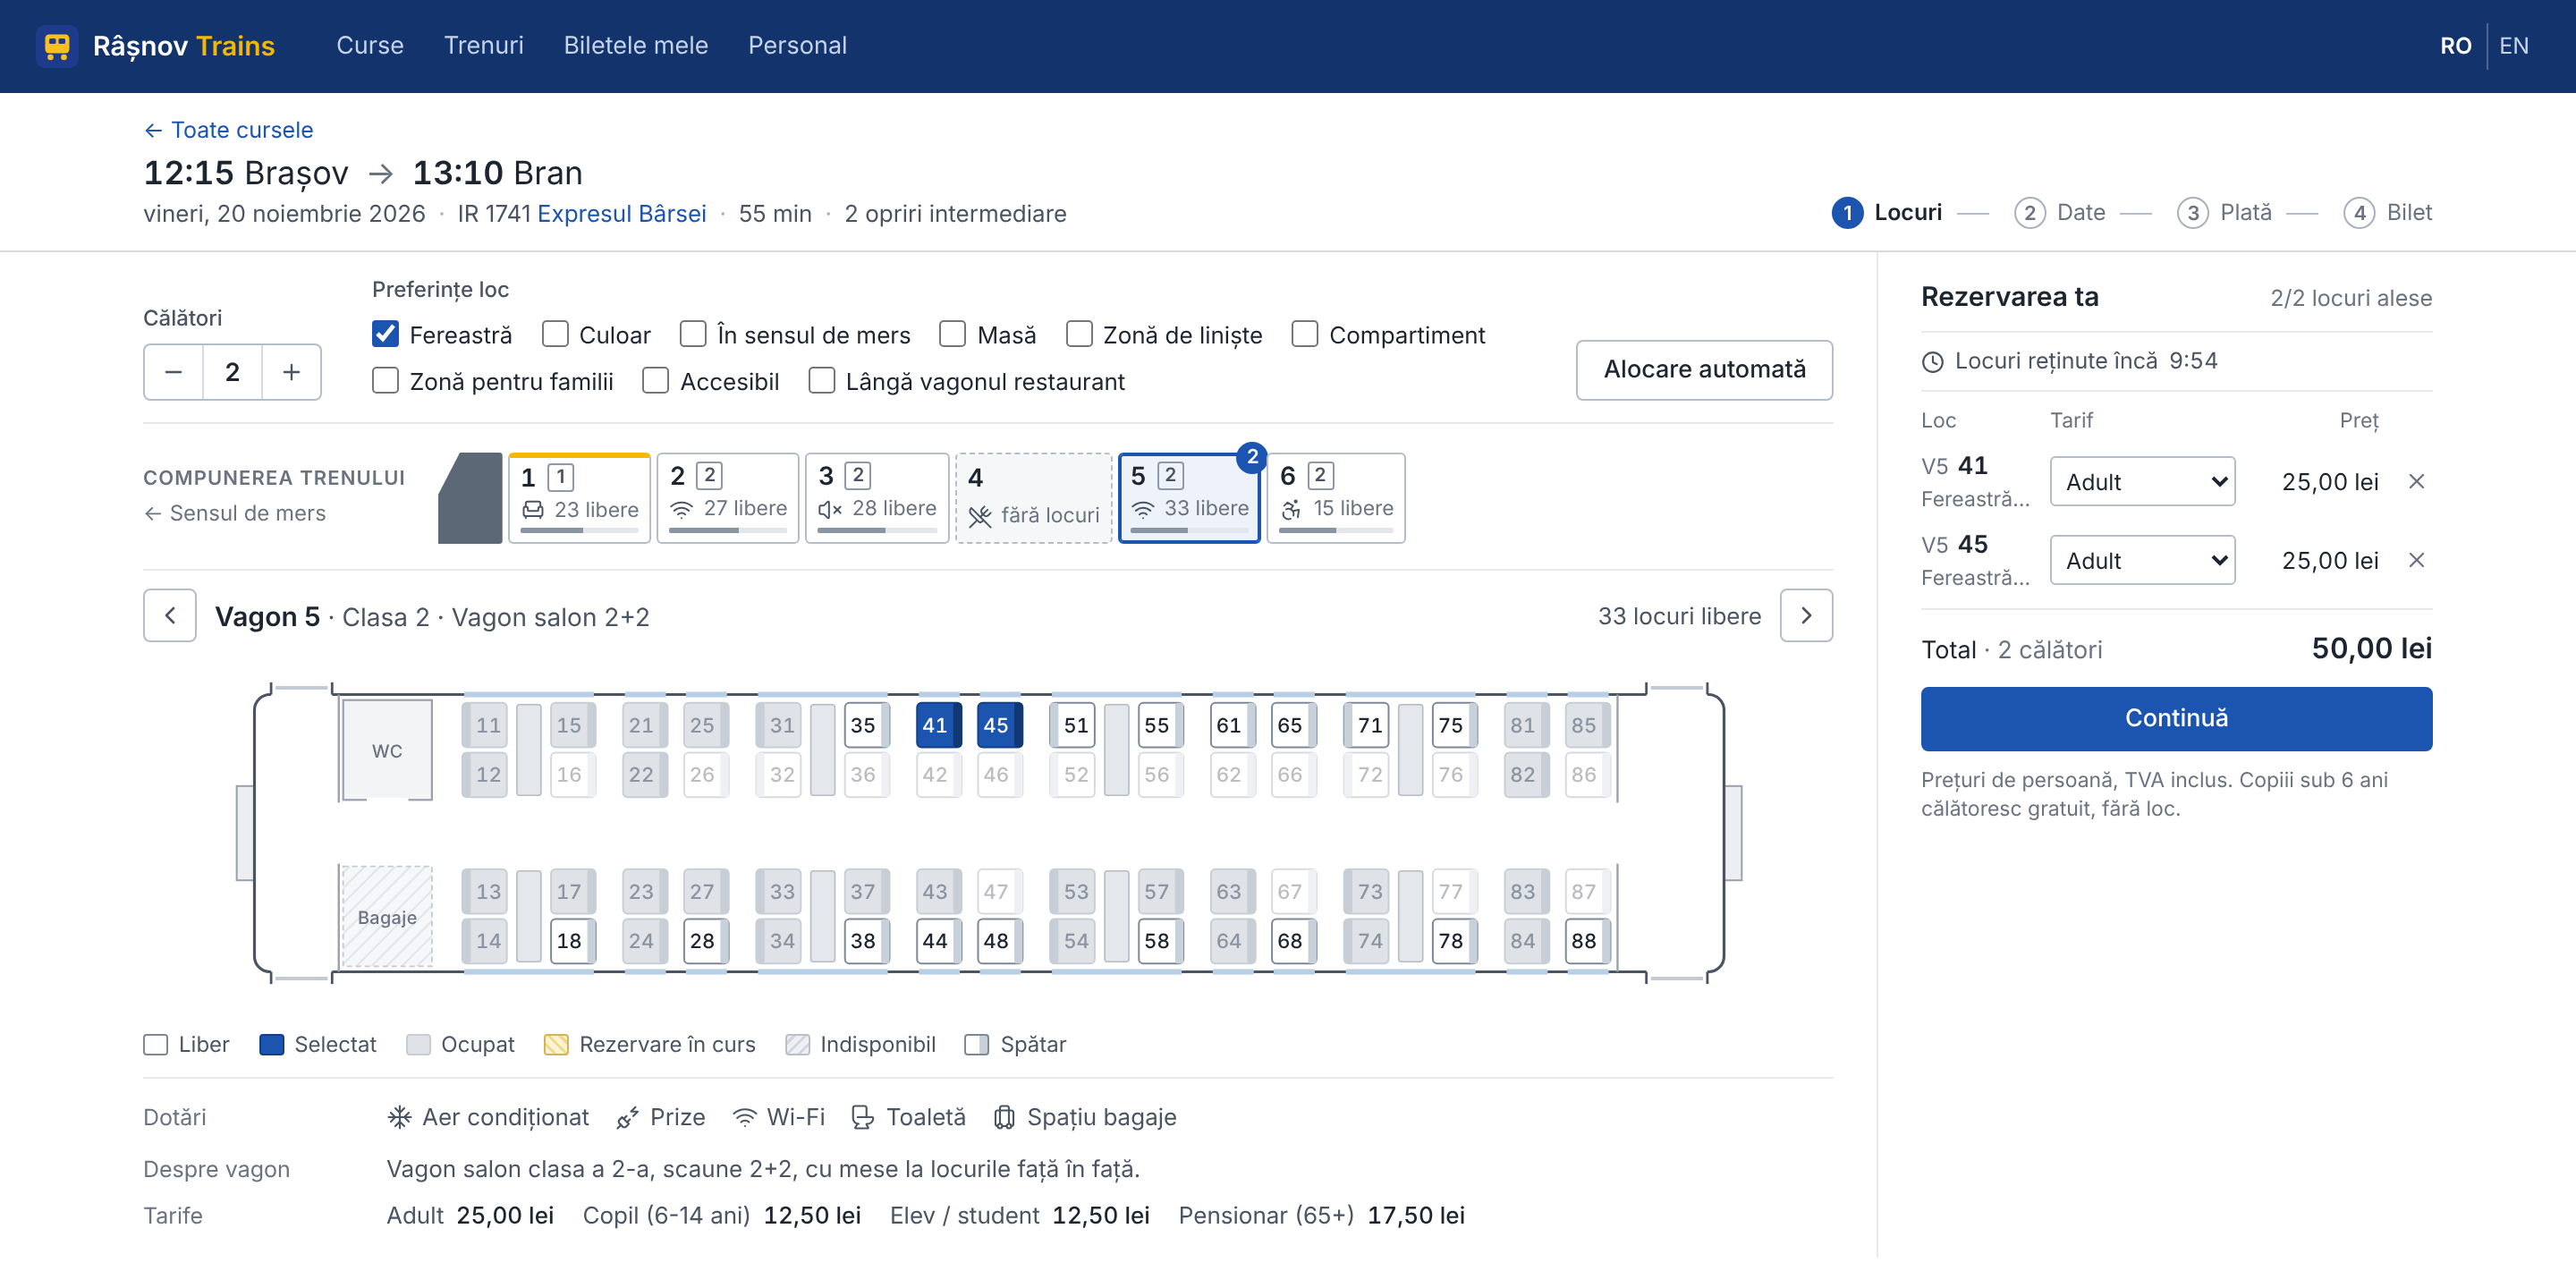 Râșnov Trains Curse Trenuri Biletele mele Personal RO EN
← Toate cursele
12:15 Brașov → 13:10 Bran
vineri, 20 noiembrie 2026 · IR 1741 Expresul Bârsei · 55 min · 2 opriri intermediare
1 Locuri — 2 Date — 3 Plată — 4 Bilet
Călători
− 2 +
Preferințe loc
Fereastră Culoar În sensul de mers Masă Zonă de liniște Compartiment
Zonă pentru familii Accesibil Lângă vagonul restaurant
Alocare automată
COMPUNEREA TRENULUI
← Sensul de mers
1 1
23 libere
2 2
27 libere
3 2
28 libere
4
fără locuri
5 2
33 libere
2
6 2
15 libere
Vagon 5 · Clasa 2 · Vagon salon 2+2
33 locuri libere
WC
11 15 21 25 31 35 41 45 51 55 61 65 71 75 81 85
12 16 22 26 32 36 42 46 52 56 62 66 72 76 82 86
Bagaje
13 17 23 27 33 37 43 47 53 57 63 67 73 77 83 87
14 18 24 28 34 38 44 48 54 58 64 68 74 78 84 88
Liber Selectat Ocupat Rezervare în curs Indisponibil Spătar
Dotări Aer condiționat Prize Wi-Fi Toaletă Spațiu bagaje
Despre vagon Vagon salon clasa a 2-a, scaune 2+2, cu mese la locurile față în față.
Tarife Adult 25,00 lei Copil (6-14 ani) 12,50 lei Elev / student 12,50 lei Pensionar (65+) 17,50 lei
Rezervarea ta 2/2 locuri alese
Locuri reținute încă 9:54
Loc Tarif Preț
V5 41 Adult 25,00 lei ×
Fereastră...
V5 45 Adult 25,00 lei ×
Fereastră...
Total · 2 călători 50,00 lei
Continuă
Prețuri de persoană, TVA inclus. Copiii sub 6 ani
călătoresc gratuit, fără loc.